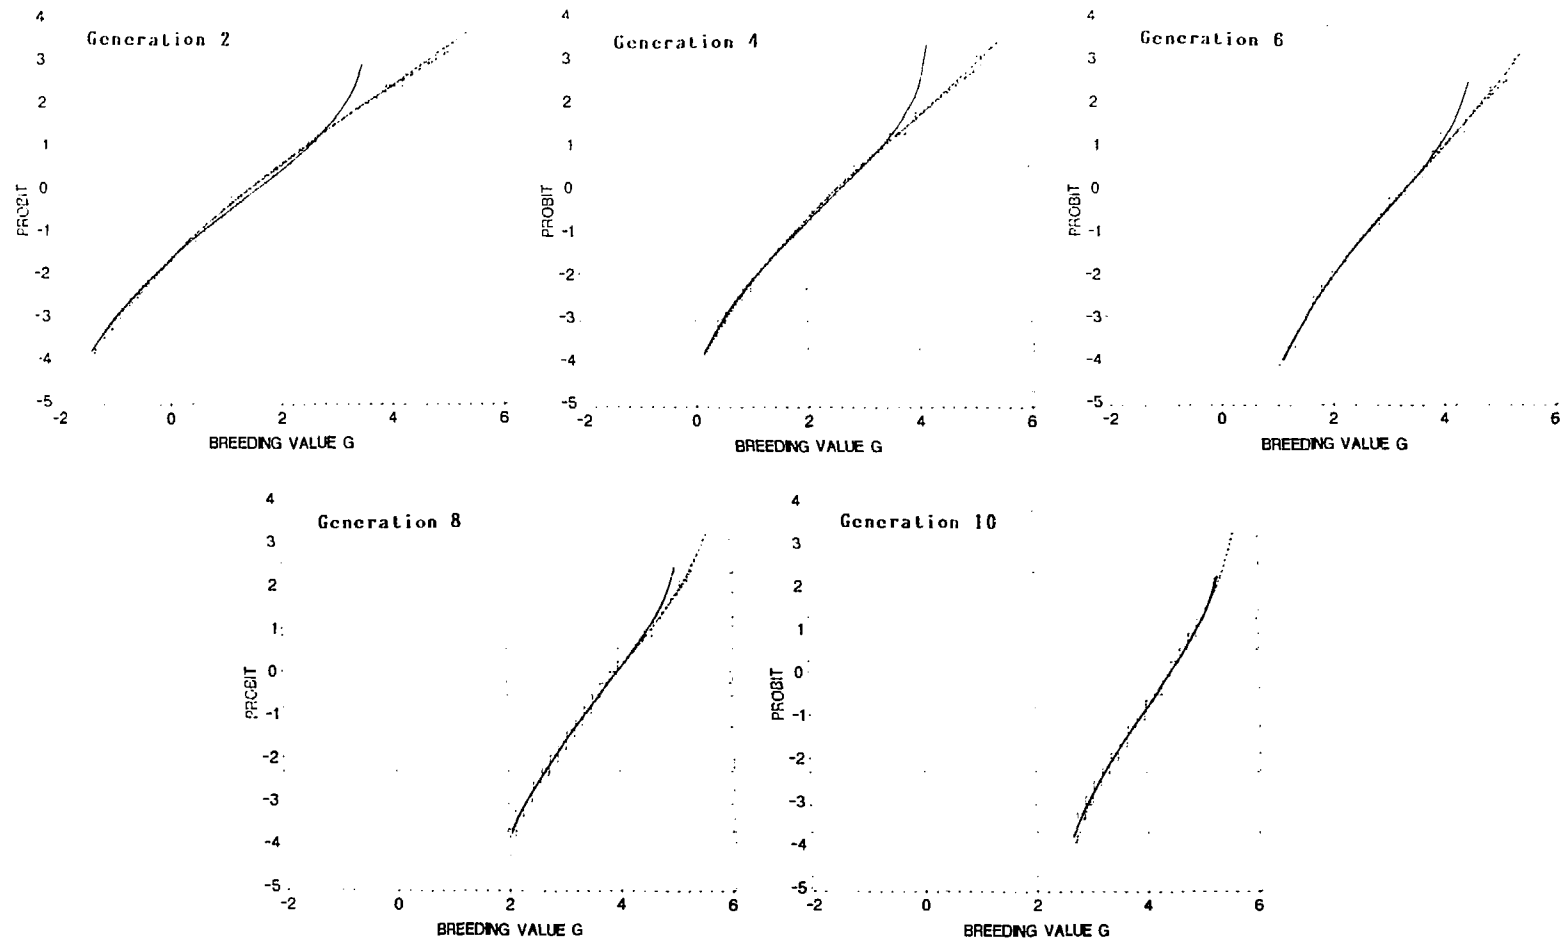 Generation 2
4
3
2
1
0
-1
-2
-3
-4
-5
PROBIT
-2 0 2 4 6
BREEDING VALUE G
Generation 4
4
3
2
1
0
-1
-2
-3
-4
-5
PROBIT
-2 0 2 4 6
BREEDING VALUE G
Generation 6
4
3
2
1
0
-1
-2
-3
-4
-5
PROBIT
-2 0 2 4 6
BREEDING VALUE G
Generation 8
4
3
2
1
0
-1
-2
-3
-4
-5
PROBIT
-2 0 2 4 6
BREEDING VALUE G
Generation 10
4
3
2
1
0
-1
-2
-3
-4
-5
PROBIT
-2 0 2 4 6
BREEDING VALUE G